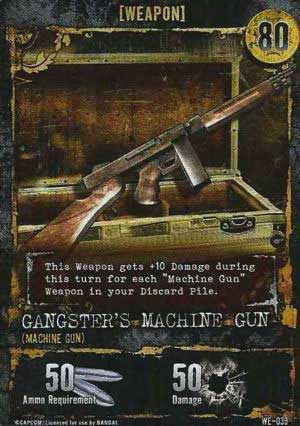 [WEAPON]
80
This Weapon gets +10 Damage during
this turn for each "Machine Gun"
Weapon in your Discard Pile.
GANGSTER'S MACHINE GUN
(MACHINE GUN)
50
Ammo Requirement
50
Damage
©CAPCOM Licensed for use by BANDAI
WE-039